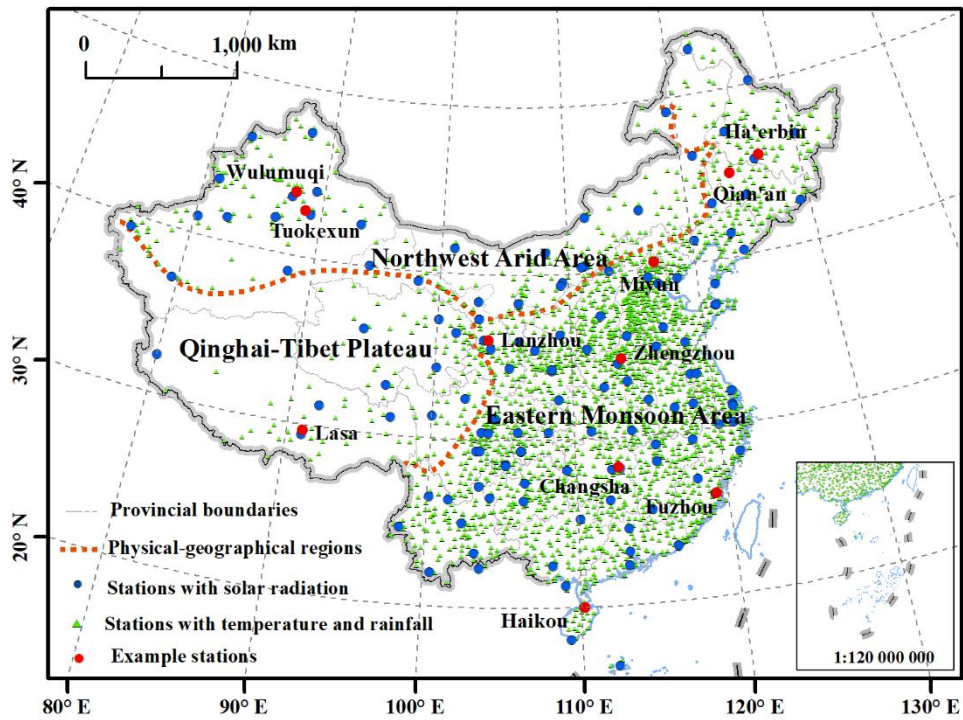 0 1,000 km
Ha'erbin
Wulumuqi
Qian'an
Tuokexun
Northwest Arid Area
Miyun
Lanzhou
Qinghai-Tibet Plateau
Zhengzhou
Eastern Monsoon Area
Lasa
Changsha
Fuzhou
Provincial boundaries
Physical-geographical regions
Stations with solar radiation
Stations with temperature and rainfall
Haikou
Example stations
1:120 000 000
40° N
30° N
20° N
80° E 90° E 100° E 110° E 120° E 130° E